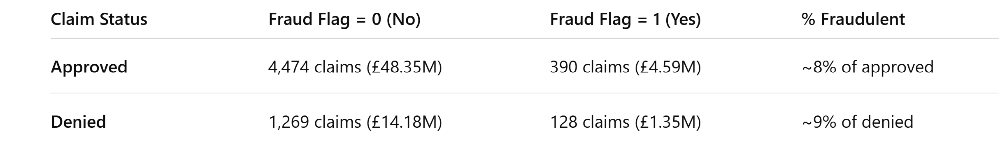 Claim Status Fraud Flag = 0 (No) Fraud Flag = 1 (Yes) % Fraudulent
Approved 4,474 claims (£48.35M) 390 claims (£4.59M) ~8% of approved
Denied 1,269 claims (£14.18M) 128 claims (£1.35M) ~9% of denied